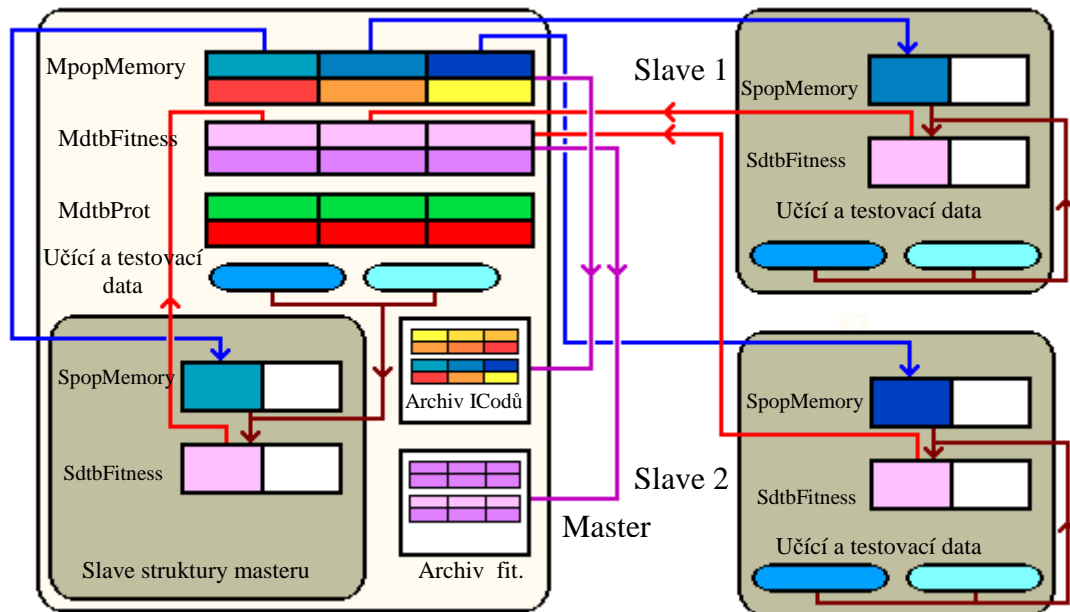 MpopMemory
MdtbFitness
MdtbProt
Učící a testovací
data
SpopMemory
SdtbFitness
Slave struktury masteru
Archiv ICodů
Archiv fit.
Master
Slave 1
SpopMemory
SdtbFitness
Učící a testovací data
Slave 2
SpopMemory
SdtbFitness
Učící a testovací data